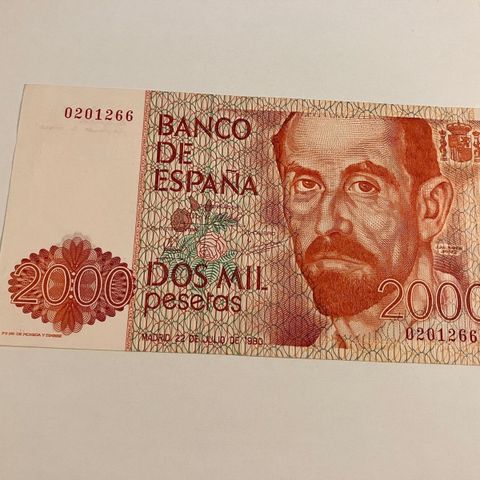 0201266
BANCO
DE
ESPAÑA
DOS MIL
pesetas
2000
2000
0201266
MADRID, 22 DE JULIO DE 1980